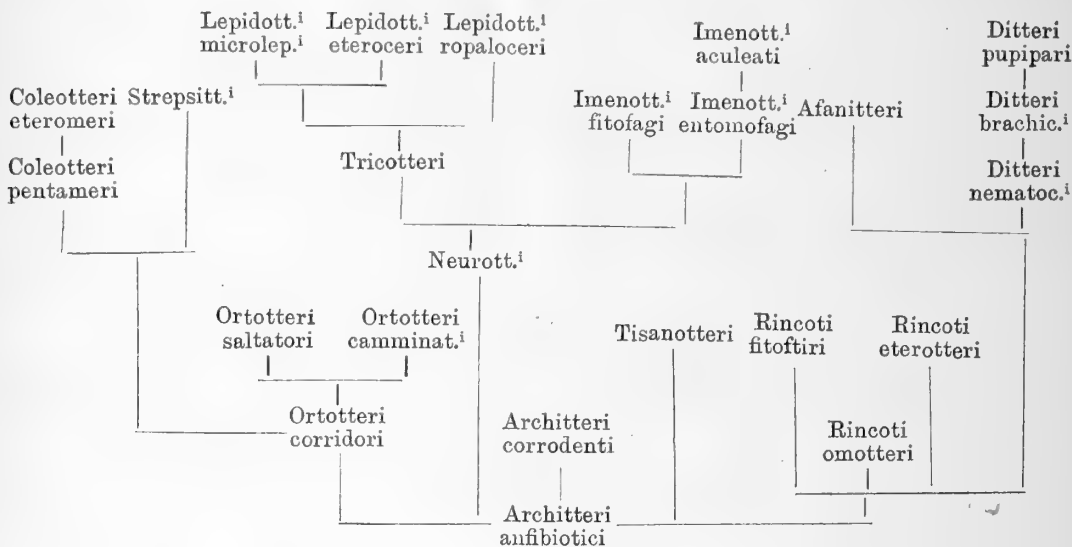 Lepidott.i
microlep.i
Lepidott.i
eteroceri
Lepidott.i
ropaloceri
Imenott.i
aculeati
Ditteri
pupipari
Coleotteri
eteromeri
Strepsitt.i
Imenott.i
fitofagi
Imenott.i
entomofagi
Afanitteri
Ditteri
brachic.i
Coleotteri
pentameri
Tricotteri
Ditteri
nematoc.i
Neurott.i
Ortotteri
saltatori
Ortotteri
camminat.i
Tisanotteri
Rincoti
fitoftiri
Rincoti
eterotteri
Ortotteri
corridori
Architteri
corrodenti
Rincoti
omotteri
Architteri
anfibiotici